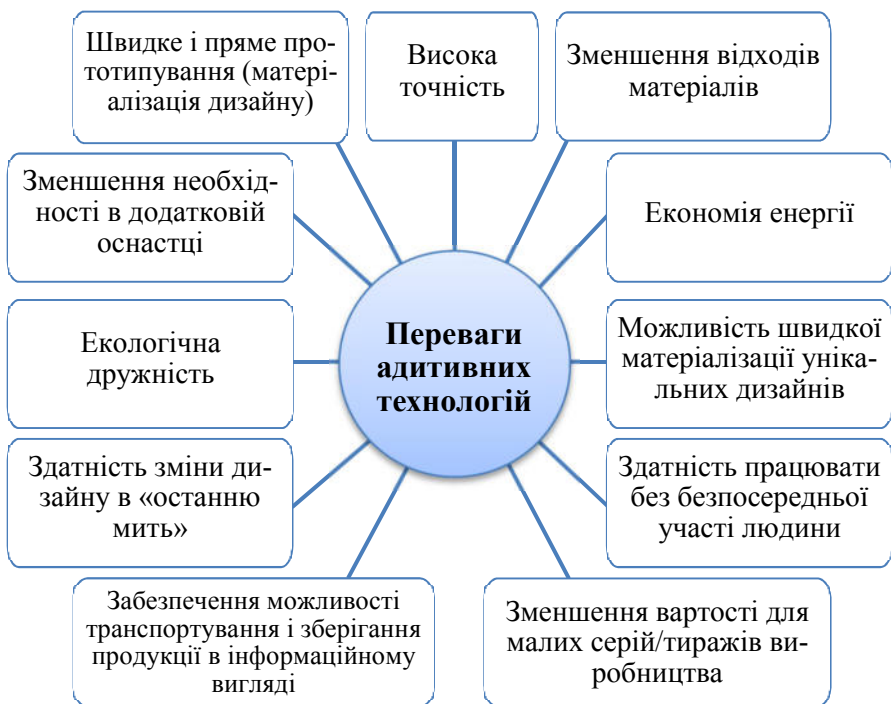 Швидке і пряме про-
тотипування (матері-
алізація дизайну)
Висока
точність
Зменшення відходів
матеріалів
Зменшення необхід-
ності в додатковій
оснастці
Економія енергії
Переваги
адитивних
технологій
Екологічна
дружність
Можливість швидкої
матеріалізації уніка-
льних дизайнів
Здатність зміни ди-
зайну в «останню
мить»
Здатність працювати
без безпосередньої
участі людини
Забезпечення можливості
транспортування і зберігання
продукції в інформаційному
вигляді
Зменшення вартості для
малих серій/тиражів ви-
робництва